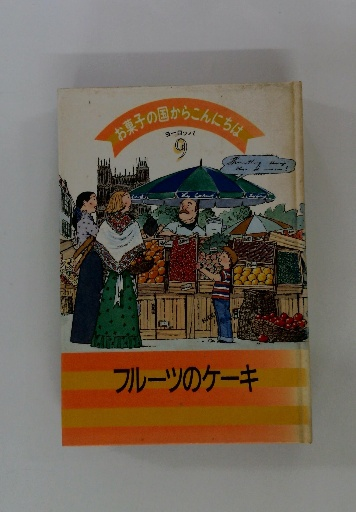 お菓子の国からこんにちは
ヨーロッパ
9
フルーツのケーキ